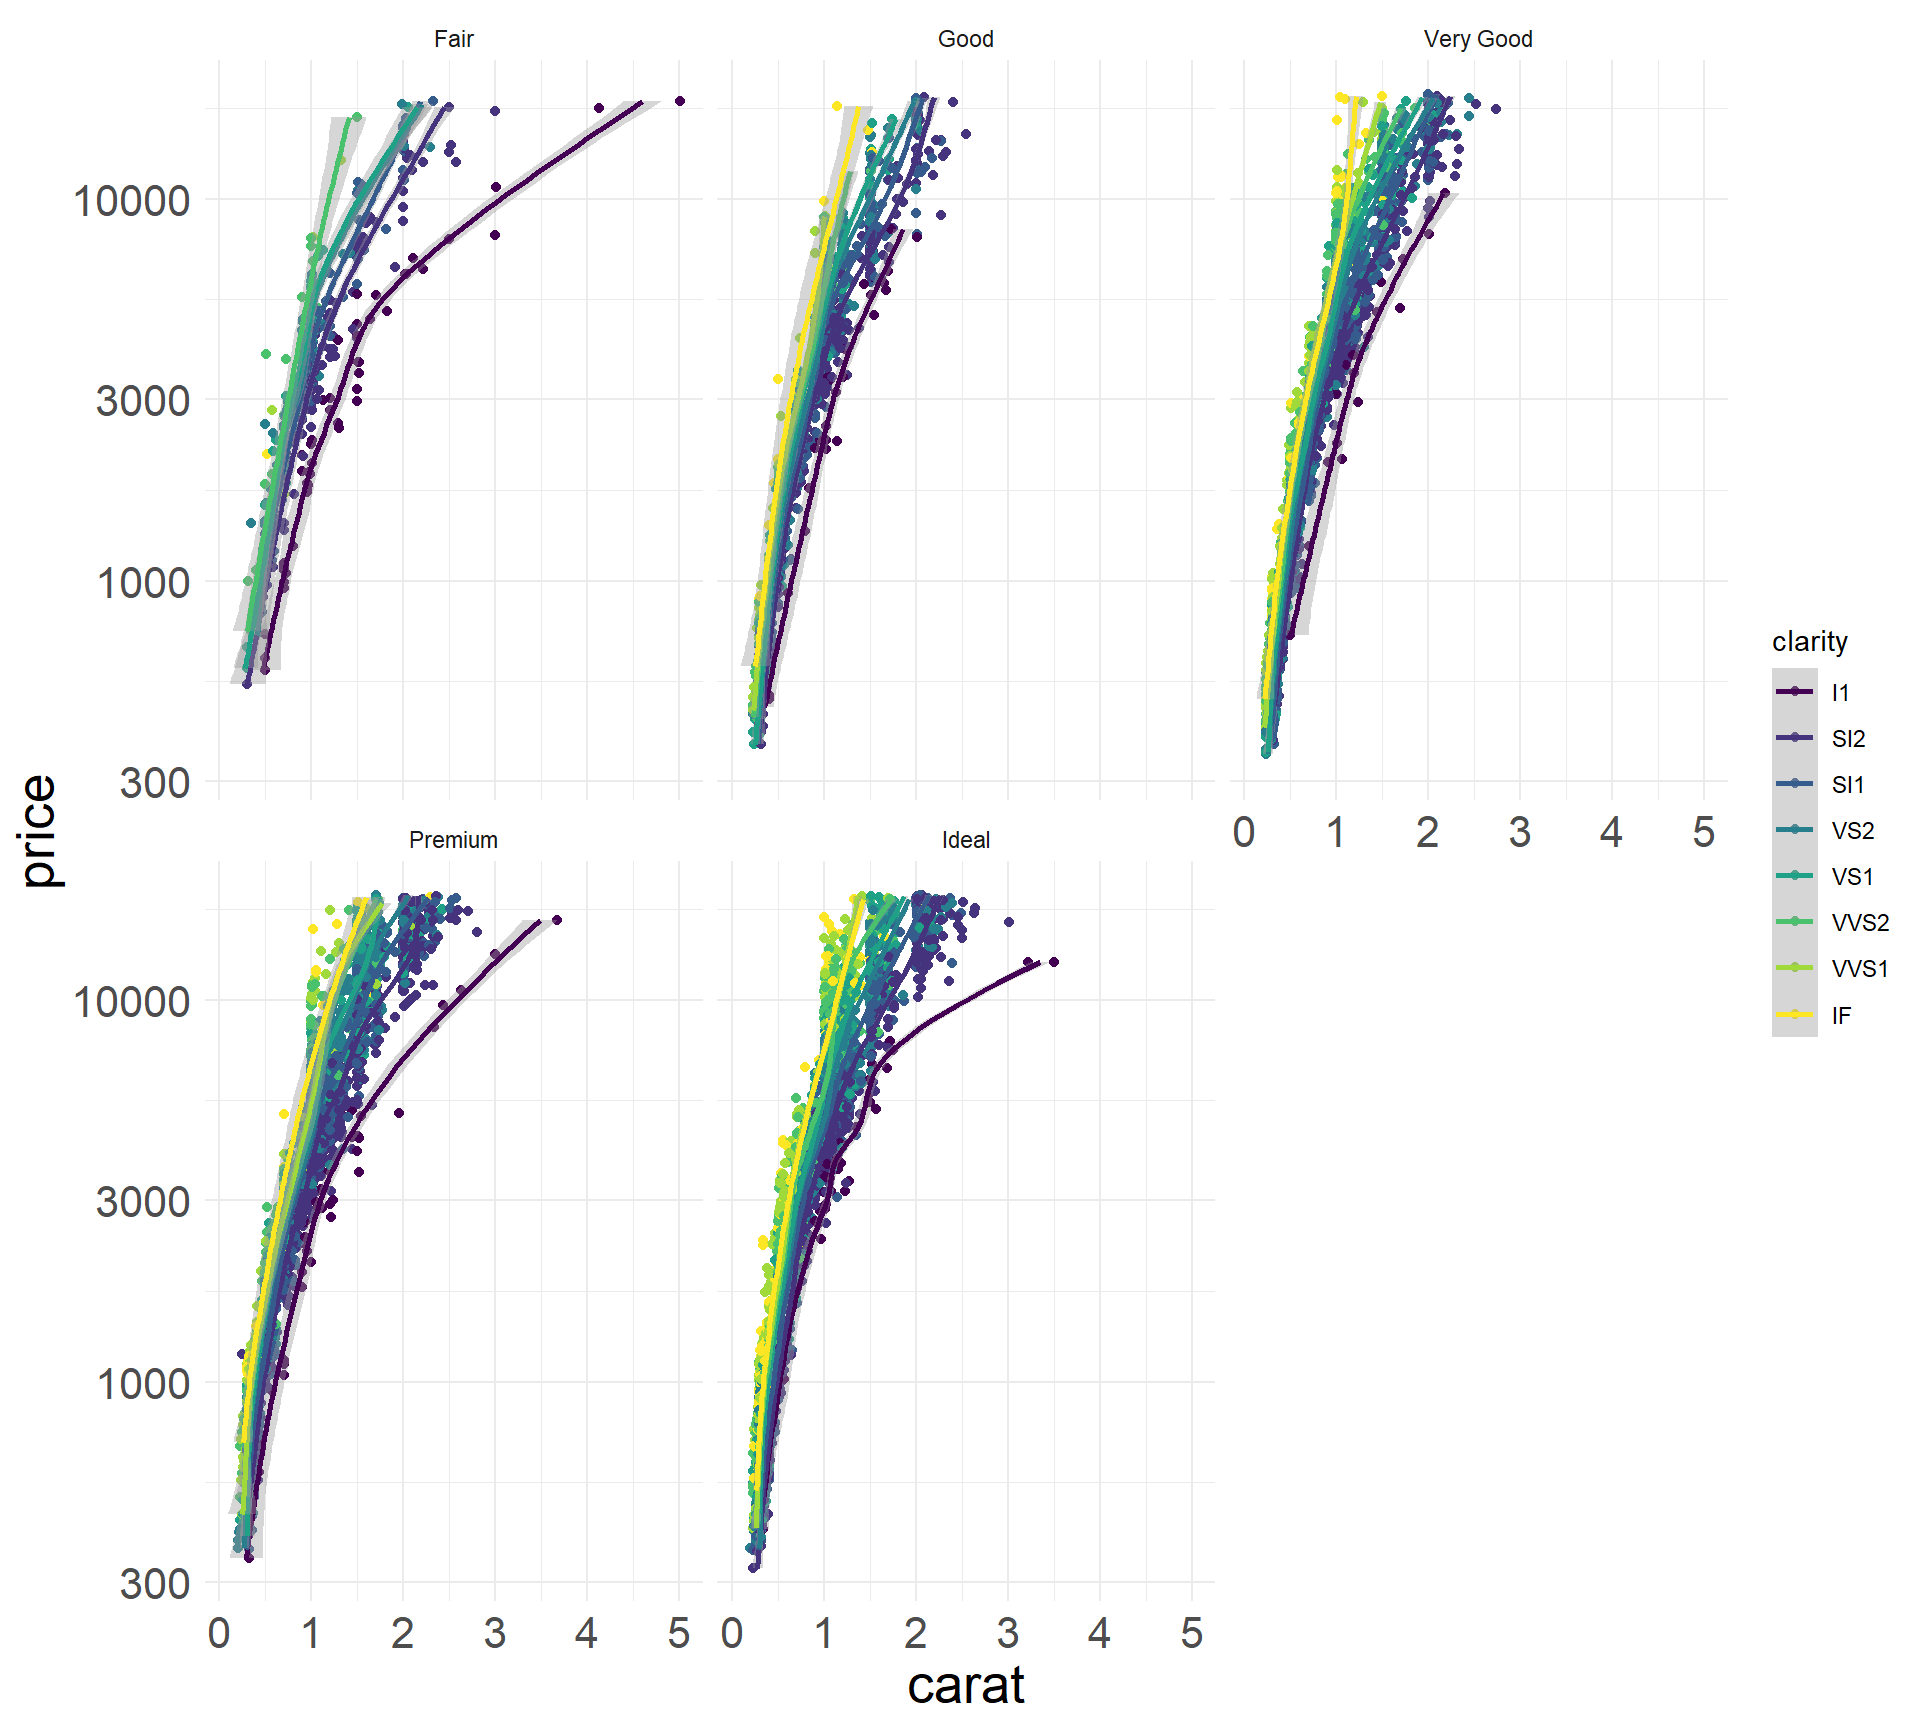 Fair Good Very Good
10000
3000
1000
300
0 1 2 3 4 5
price
Premium Ideal
10000
3000
1000
300
0 1 2 3 4 5 0 1 2 3 4 5
carat
clarity
I1
SI2
SI1
VS2
VS1
VVS2
VVS1
IF